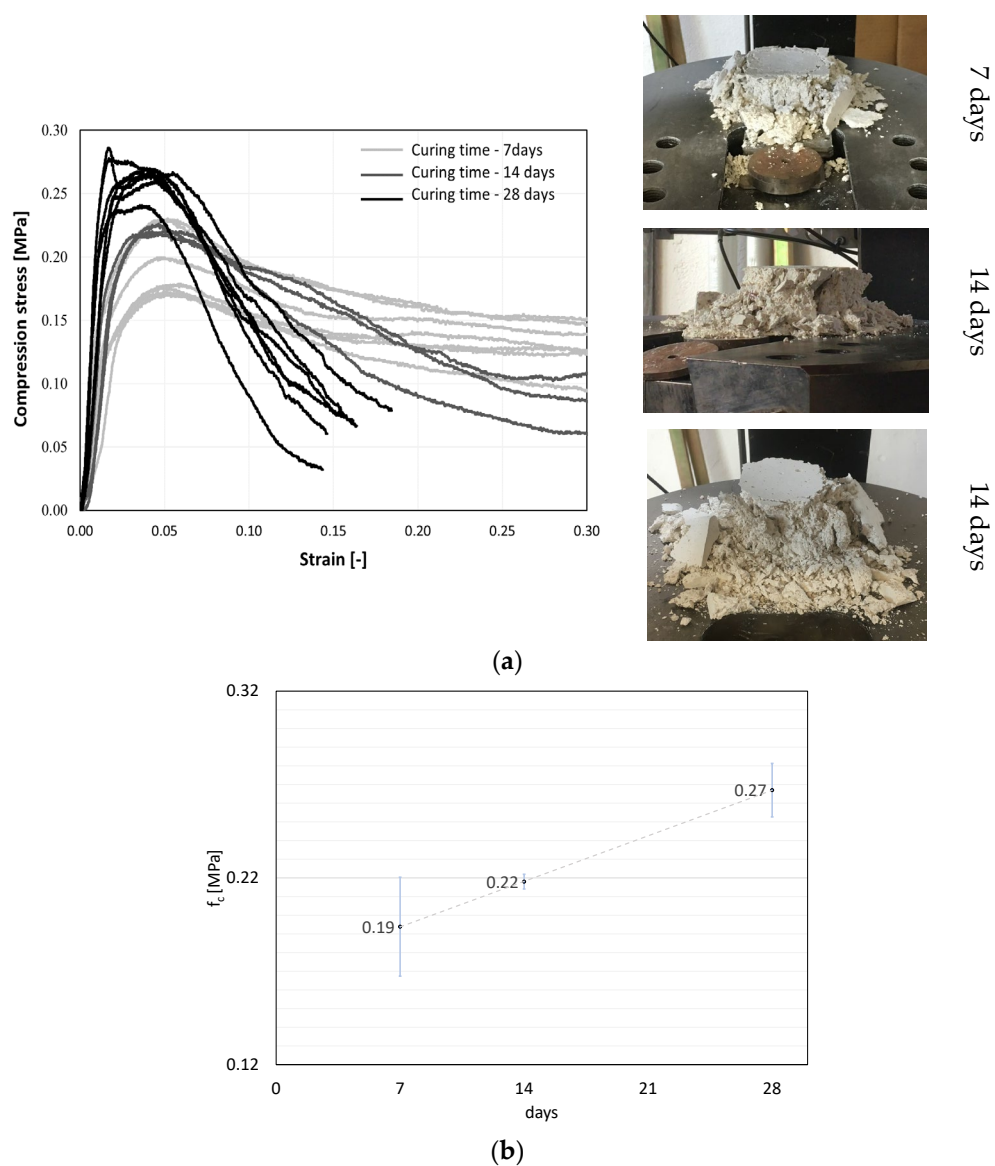 7 days
0.30
Curing time - 7days
Curing time - 14 days
Curing time - 28 days
0.25
0.20
0.15
0.10
0.05
0.00
Compression stress [MPa]
0.00 0.05 0.10 0.15 0.20 0.25 0.30
Strain [-]
14 days
14 days
(a)
0.32
0.22
0.12
f_c [MPa]
0.19
0.22
0.27
0 7 14 21 28
days
(b)